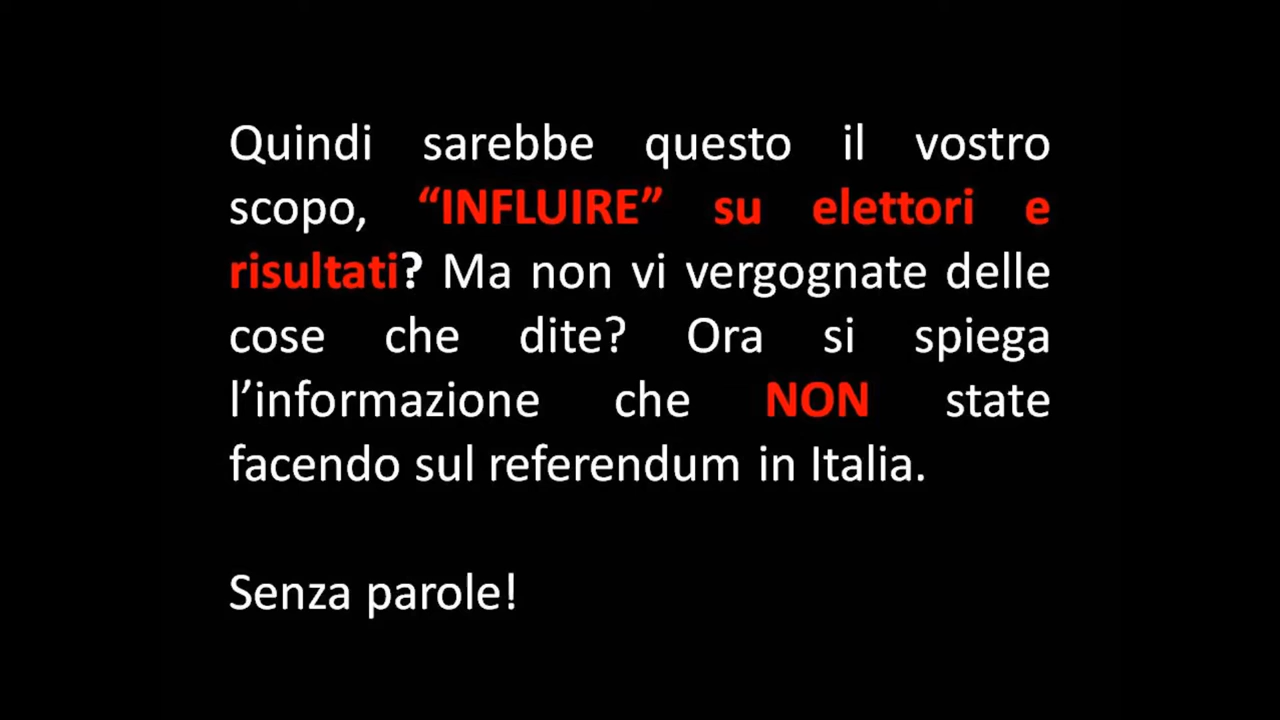 Quindi sarebbe questo il vostro
scopo, “INFLUIRE” su elettori e
risultati? Ma non vi vergognate delle
cose che dite? Ora si spiega
l’informazione che NON state
facendo sul referendum in Italia.
Senza parole!